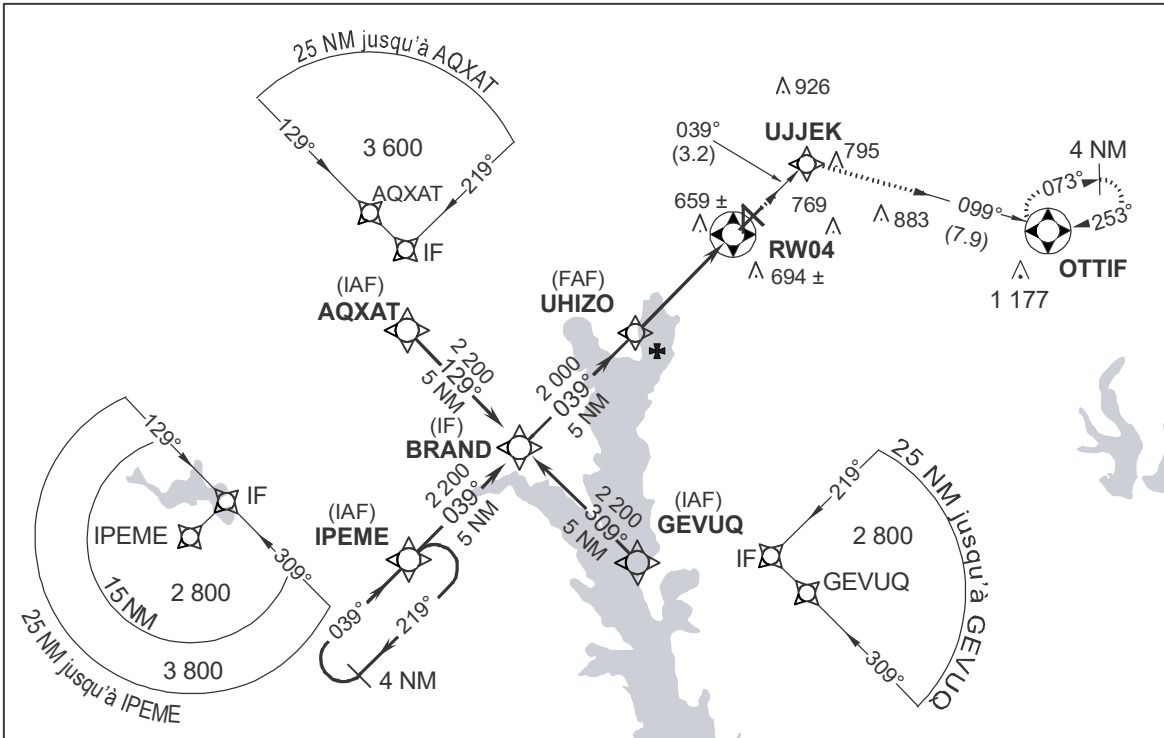 25 NM jusqu'à AQXAT
129°
3 600
219°
AQXAT
IF
926
039°
(3.2)
UJJEK
795
4 NM
073°
253°
099°
(7.9)
883
OTTIF
1 177
659 ±
769
RW04
694 ±
(FAF)
UHIZO
(IAF)
AQXAT
2 200
129°
5 NM
2 000
039°
5 NM
(IF)
BRAND
2 200
039°
5 NM
(IAF)
IPEME
039°
219°
4 NM
2 200
309°
5 NM
(IAF)
GEVUQ
129°
IF
IPEME
309°
2 800
15 NM
3 800
25 NM jusqu'à IPEME
219°
2 800
IF
GEVUQ
309°
25 NM jusqu'à GEVUQ